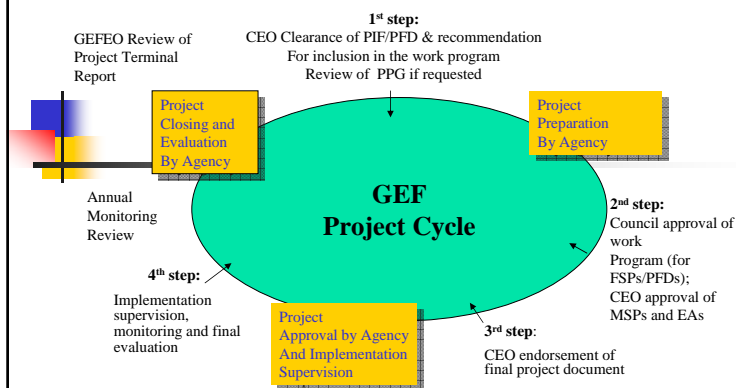 1st step:
CEO Clearance of PIF/PFD & recommendation
For inclusion in the work program
Review of PPG if requested
GEFEO Review of
Project Terminal
Report
Project
Closing and
Evaluation
By Agency
Project
Preparation
By Agency
GEF
Project Cycle
Annual
Monitoring
Review
2nd step:
Council approval of
work
Program (for
FSPs/PFDs);
CEO approval of
MSPs and EAs
4th step:
Implementation
supervision,
monitoring and final
evaluation
Project
Approval by Agency
And Implementation
Supervision
3rd step:
CEO endorsement of
final project document